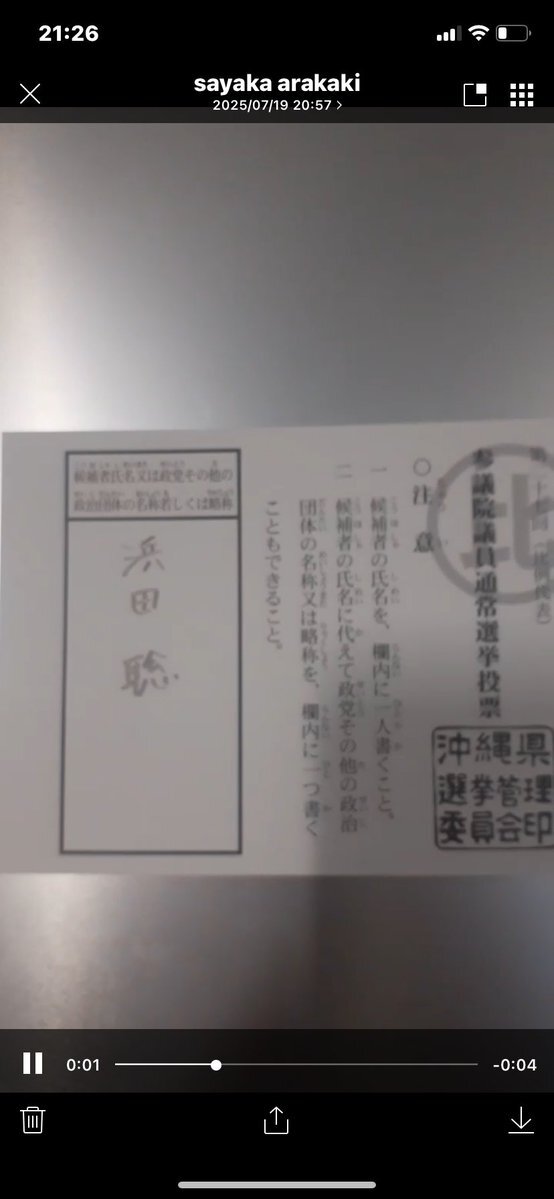 21:26
sayaka arakaki
2025/07/19 20:57 >
参議院議員通常選挙投票
沖縄県
選挙管理
委員会印
〇注意
一 候補者の氏名を、欄内に一人書くこと。
二 候補者の氏名に代えて政党その他の政治
団体の名称又は略称を、欄内に一つ書く
こともできること。
候補者氏名又は政党その他の
政治団体の名称若しくは略称
浜田
聡
0:01
-0:04